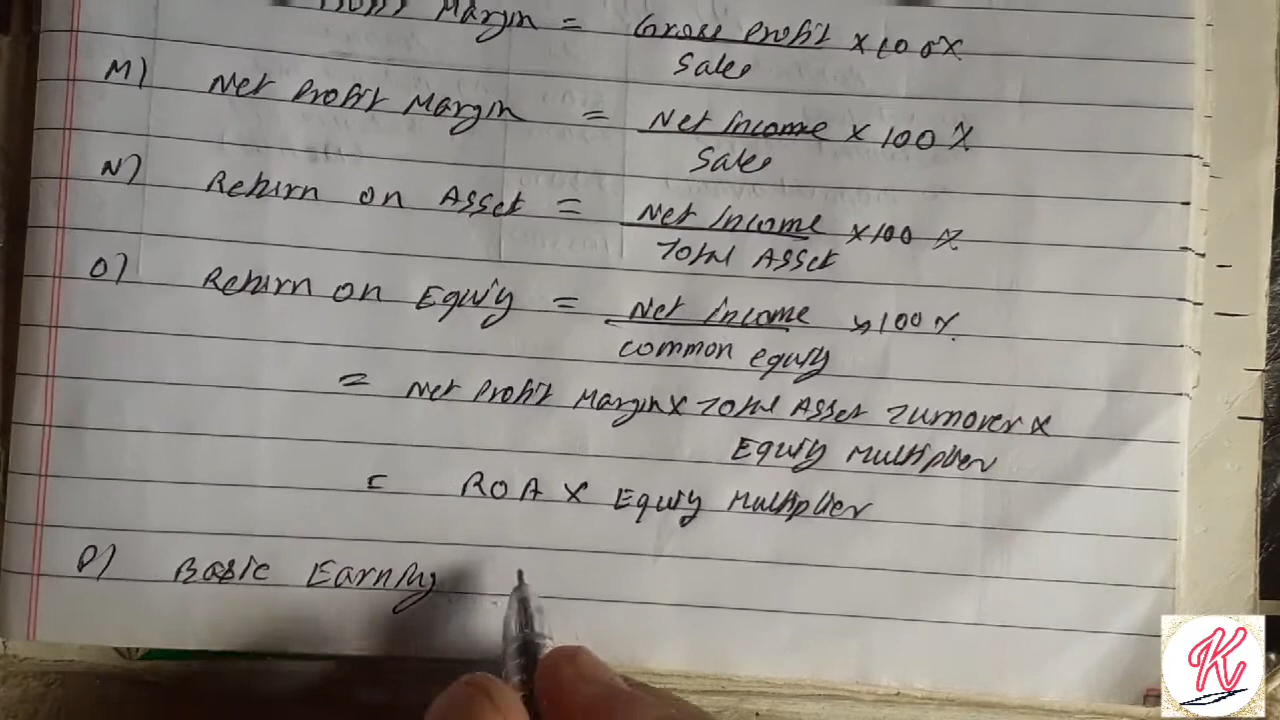 Margin = Gross Profit × 100%
Sales
M) Net Profit Margin = Net Income × 100%
Sales
N) Return on Asset = Net Income × 100%
Total Asset
O) Return on Equity = Net income × 100%
common equity
= Net Profit Margin × Total Asset Turnover ×
Equity Multiplier
= ROA × Equity Multiplier
P) Basic Earning
K